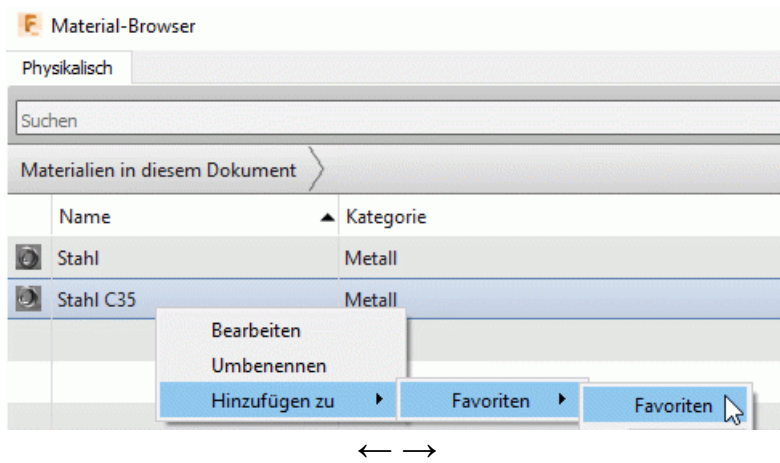 Material-Browser
Physikalisch
Suchen
Materialien in diesem Dokument
Name Kategorie
Stahl Metall
Stahl C35 Metall
Bearbeiten
Umbenennen
Hinzufügen zu Favoriten Favoriten
← →